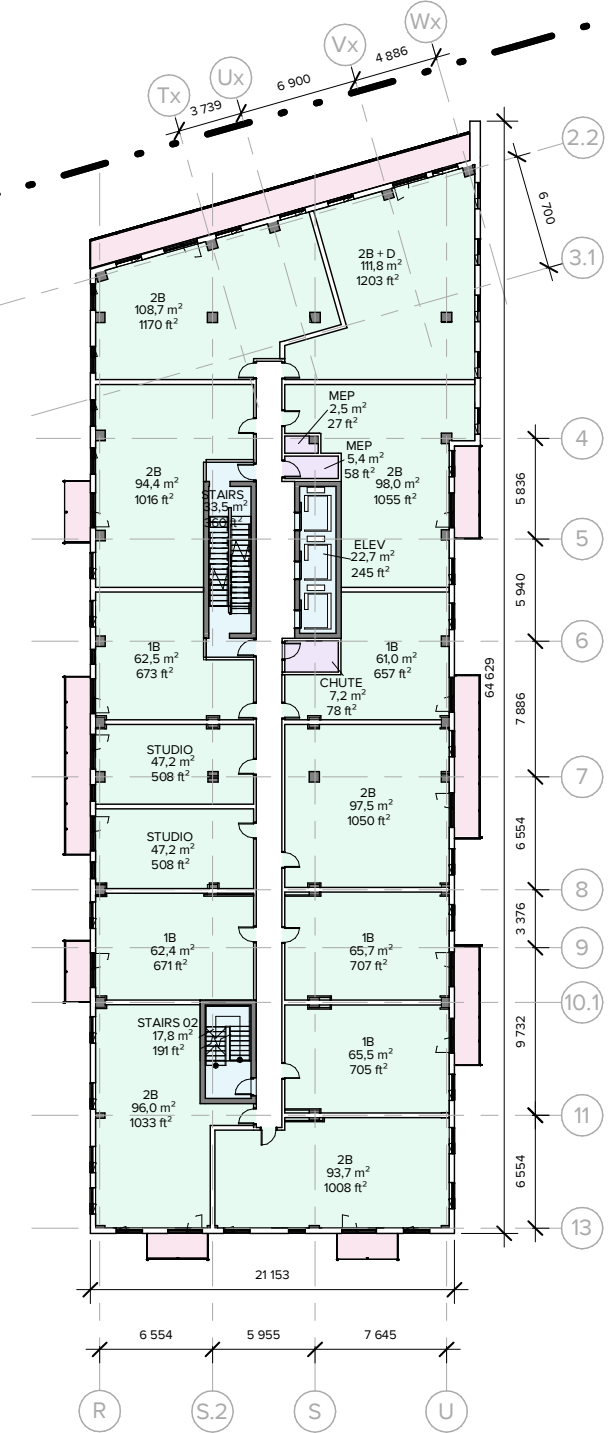 Wx
Vx
4 886
Ux
6 900
Tx
3 739
2.2
6 700
3.1
2B + D
111,8 m²
1203 ft²
2B
108,7 m²
1170 ft²
MEP
2,5 m²
27 ft²
4
MEP
5,4 m²
58 ft²
2B
94,4 m²
1016 ft²
2B
98,0 m²
1055 ft²
STAIRS
33,5 m²
360 ft²
5 836
5
ELEV
22,7 m²
245 ft²
5 940
6
1B
62,5 m²
673 ft²
1B
61,0 m²
657 ft²
64 629
CHUTE
7,2 m²
78 ft²
7 886
STUDIO
47,2 m²
508 ft²
7
2B
97,5 m²
1050 ft²
6 554
STUDIO
47,2 m²
508 ft²
8
3 376
1B
62,4 m²
671 ft²
1B
65,7 m²
707 ft²
9
10.1
STAIRS 02
17,8 m²
191 ft²
9 732
1B
65,5 m²
705 ft²
2B
96,0 m²
1033 ft²
11
2B
93,7 m²
1008 ft²
6 554
13
21 153
6 554
5 955
7 645
R
S.2
S
U